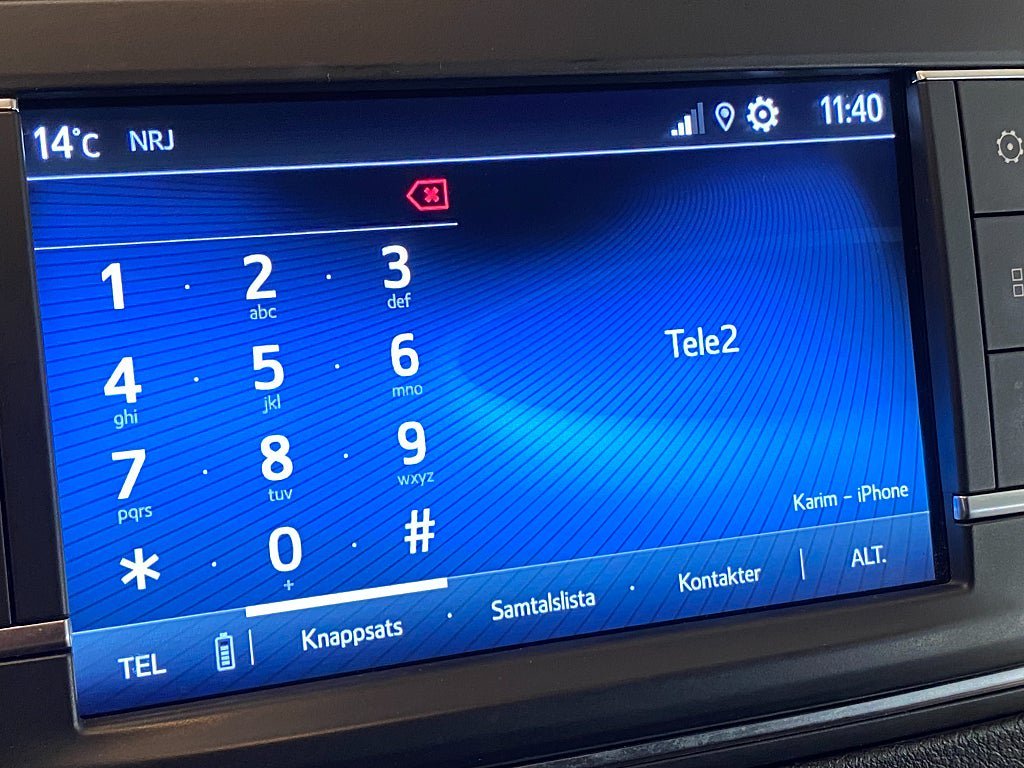 14°C NRJ 11:40
1 2 3
abc def
4 5 6
ghi jkl mno
7 8 9
pqrs tuv wxyz
* 0 #
+
Tele2
Karim - iPhone
TEL Knappsats Samtalslista Kontakter ALT.